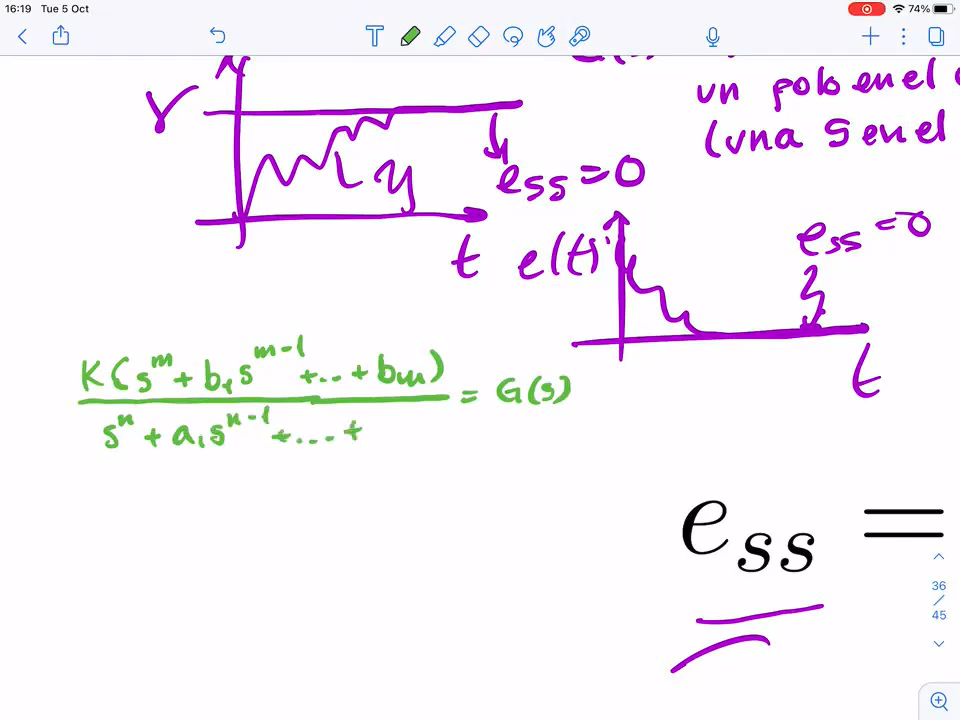 16:19 Tue 5 Oct
74%
un polo en el
(una S en el
r
y
ess = 0
t
e(t)
ess = 0
t
K(s^m + b1 s^m-1 + ... + bm)
s^n + a1 s^n-1 + .... +
= G(s)
ess =
36
/
45